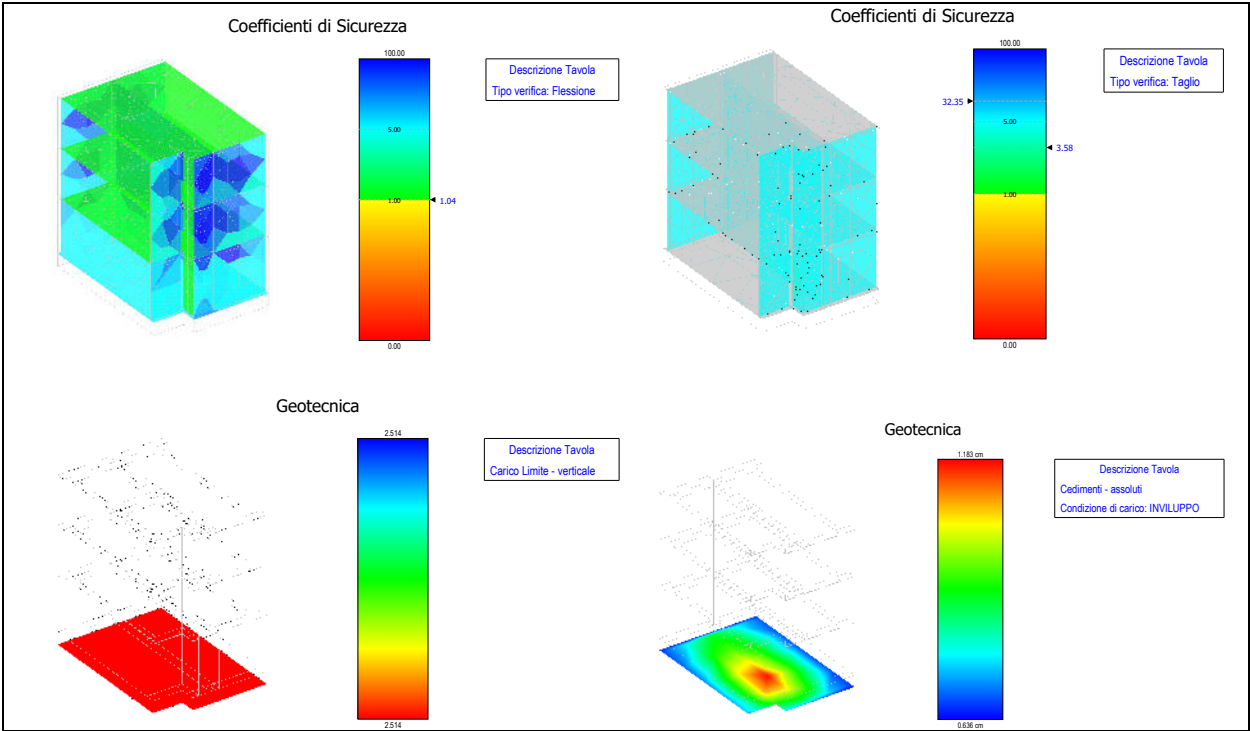 Coefficienti di Sicurezza
100.00
5.00
1.00
1.04
0.00
Descrizione Tavola
Tipo verifica: Flessione
Coefficienti di Sicurezza
100.00
32.35
5.00
3.58
1.00
0.00
Descrizione Tavola
Tipo verifica: Taglio
Geotecnica
2.514
2.514
Descrizione Tavola
Carico Limite - verticale
Geotecnica
1.183 cm
0.636 cm
Descrizione Tavola
Cedimenti - assoluti
Condizione di carico: INVILUPPO